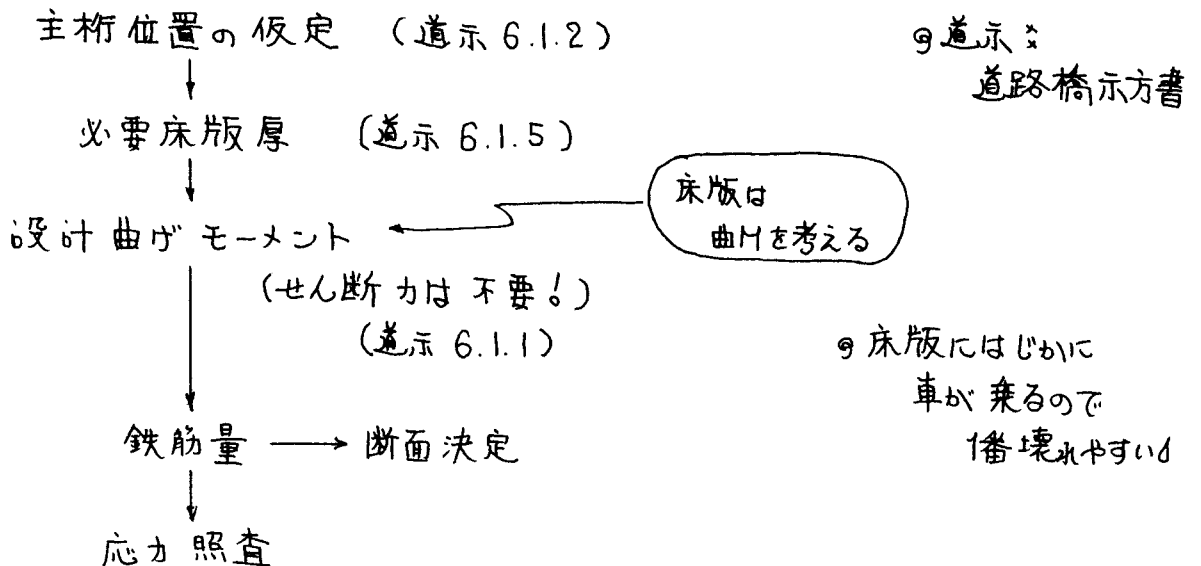 主桁位置の仮定 (道示 6.1.2)
↓
必要床版厚 (道示 6.1.5)
↓
設計曲げモーメント ←
(せん断力は不要!)
(道示 6.1.1)
↓
鉄筋量 → 断面決定
↓
応力照査
床版は
曲Mを考える
道示:
道路橋示方書
床版にはじかに
車が乗るので
1番壊れやすい!